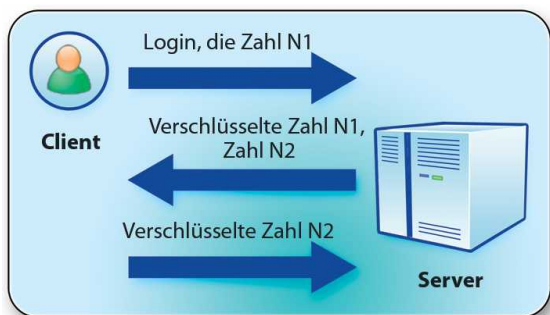 Login, die Zahl N1
Client
Verschlüsselte Zahl N1,
Zahl N2
Verschlüsselte Zahl N2
Server